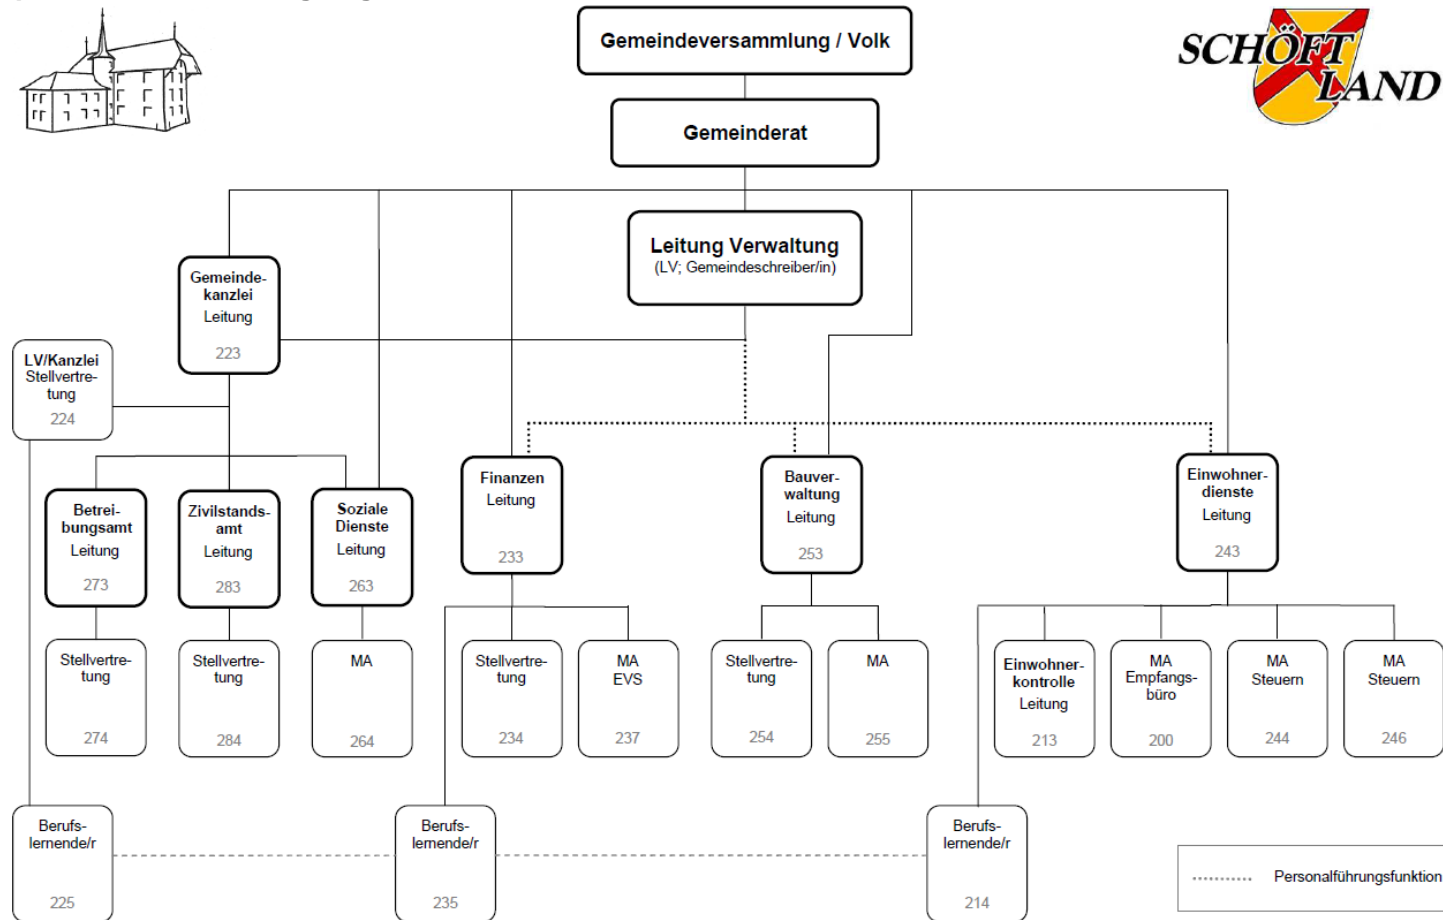 Gemeindeversammlung / Volk
SCHÖFT
LAND
Gemeinderat
Leitung Verwaltung
(LV; Gemeindeschreiber/in)
Gemeinde-
kanzlei
Leitung
223
LV/Kanzlei
Stellvertre-
tung
224
Betrei-
bungsamt
Leitung
273
Zivilstands-
amt
Leitung
283
Soziale
Dienste
Leitung
263
Finanzen
Leitung
233
Bauver-
waltung
Leitung
253
Einwohner-
dienste
Leitung
243
Stellvertre-
tung
274
Stellvertre-
tung
284
MA
264
Stellvertre-
tung
234
MA
EVS
237
Stellvertre-
tung
254
MA
255
Einwohner-
kontrolle
Leitung
213
MA
Empfangs-
büro
200
MA
Steuern
244
MA
Steuern
246
Berufs-
lernende/r
225
Berufs-
lernende/r
235
Berufs-
lernende/r
214
Personalführungsfunktion